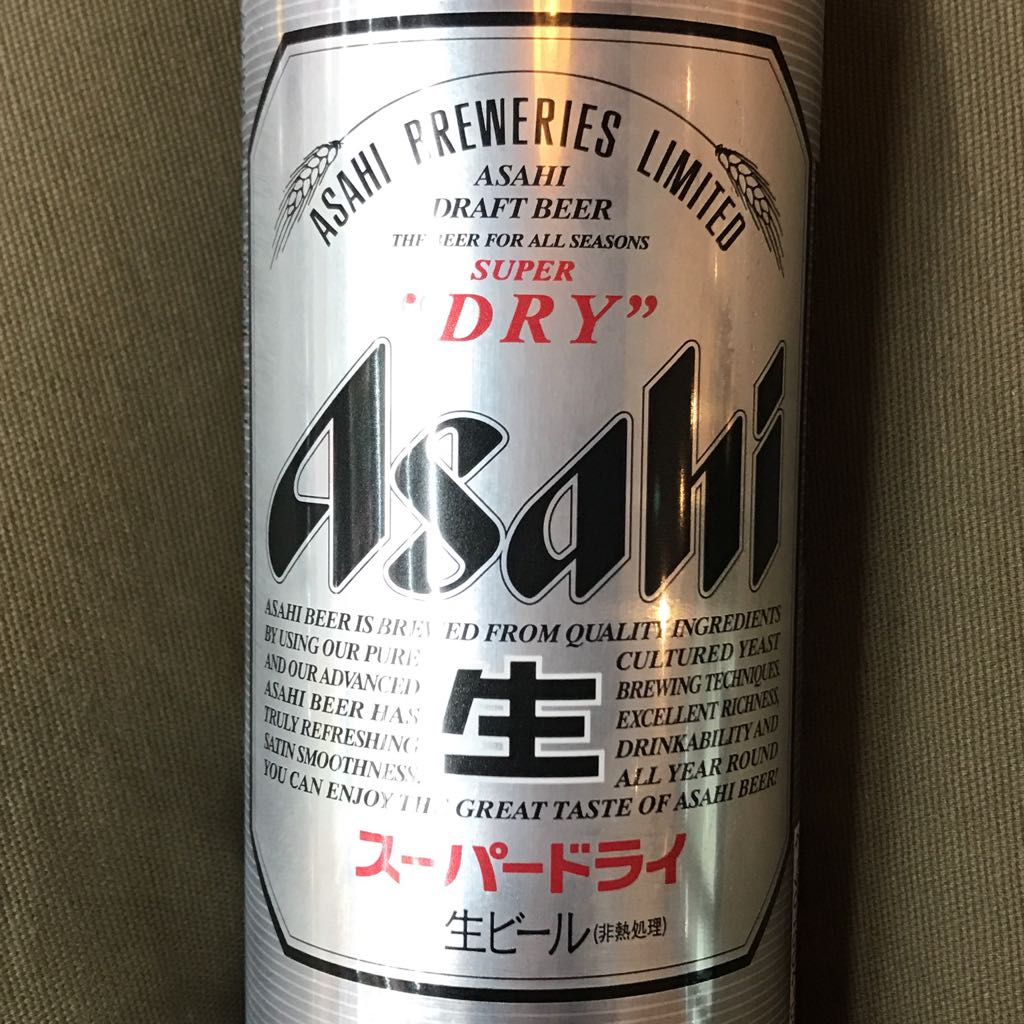 ASAHI BREWERIES LIMITED
ASAHI
DRAFT BEER
THE BEER FOR ALL SEASONS
SUPER
"DRY"
Asahi
ASAHI BEER IS BREWED FROM QUALITY INGREDIENTS
BY USING OUR PURE CULTURED YEAST
AND OUR ADVANCED BREWING TECHNIQUES.
ASAHI BEER HAS EXCELLENT RICHNESS,
TRULY REFRESHING DRINKABILITY AND
SATIN SMOOTHNESS. ALL YEAR ROUND
YOU CAN ENJOY THE GREAT TASTE OF ASAHI BEER!
生
スーパードライ
生ビール(非熱処理)